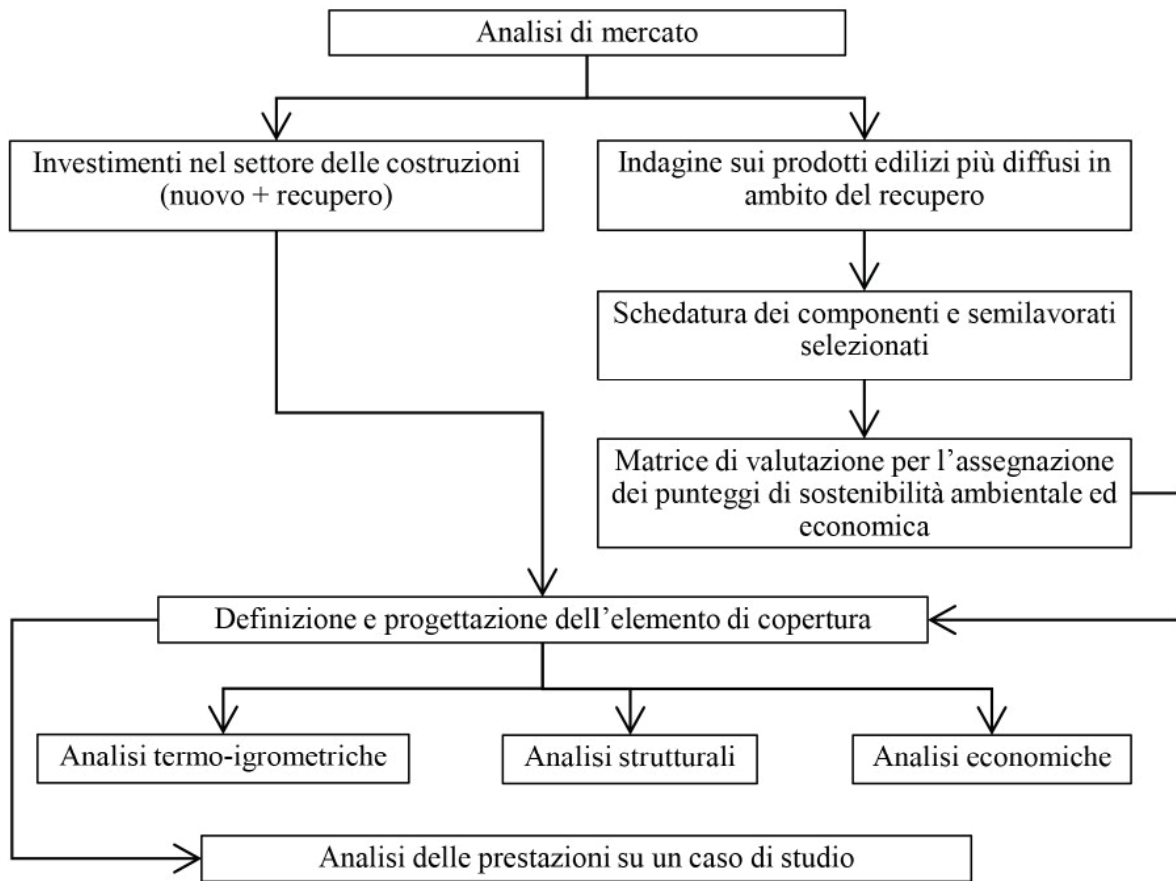 Analisi di mercato
Investimenti nel settore delle costruzioni
(nuovo + recupero)
Indagine sui prodotti edilizi più diffusi in
ambito del recupero
Schedatura dei componenti e semilavorati
selezionati
Matrice di valutazione per l’assegnazione
dei punteggi di sostenibilità ambientale ed
economica
Definizione e progettazione dell’elemento di copertura
Analisi termo-igrometriche
Analisi strutturali
Analisi economiche
Analisi delle prestazioni su un caso di studio